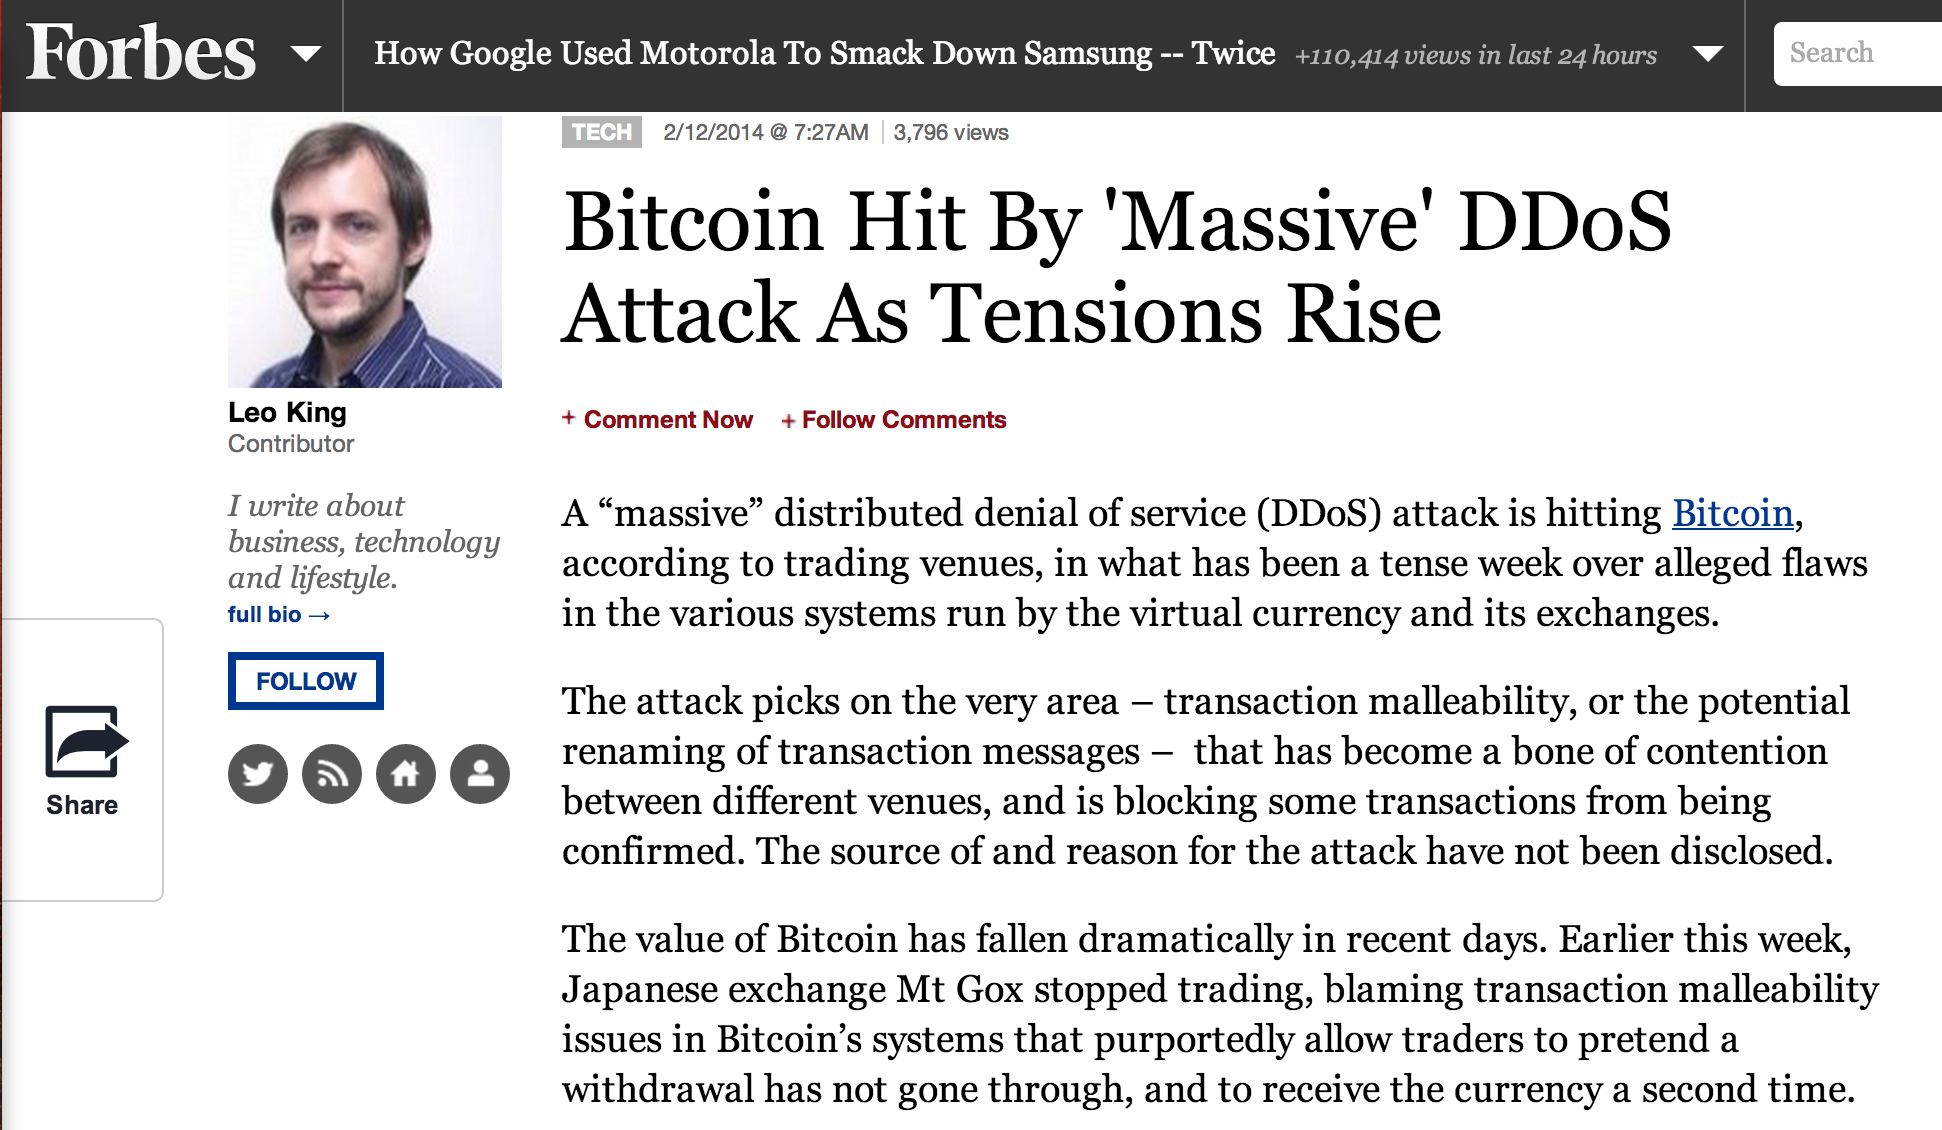 Forbes
How Google Used Motorola To Smack Down Samsung -- Twice +110,414 views in last 24 hours
Search
TECH 2/12/2014 @ 7:27AM 3,796 views
Bitcoin Hit By 'Massive' DDoS
Attack As Tensions Rise
Leo King
Contributor
I write about
business, technology
and lifestyle.
full bio →
FOLLOW
Share
+ Comment Now + Follow Comments
A “massive” distributed denial of service (DDoS) attack is hitting Bitcoin,
according to trading venues, in what has been a tense week over alleged flaws
in the various systems run by the virtual currency and its exchanges.
The attack picks on the very area – transaction malleability, or the potential
renaming of transaction messages –  that has become a bone of contention
between different venues, and is blocking some transactions from being
confirmed. The source of and reason for the attack have not been disclosed.
The value of Bitcoin has fallen dramatically in recent days. Earlier this week,
Japanese exchange Mt Gox stopped trading, blaming transaction malleability
issues in Bitcoin’s systems that purportedly allow traders to pretend a
withdrawal has not gone through, and to receive the currency a second time.